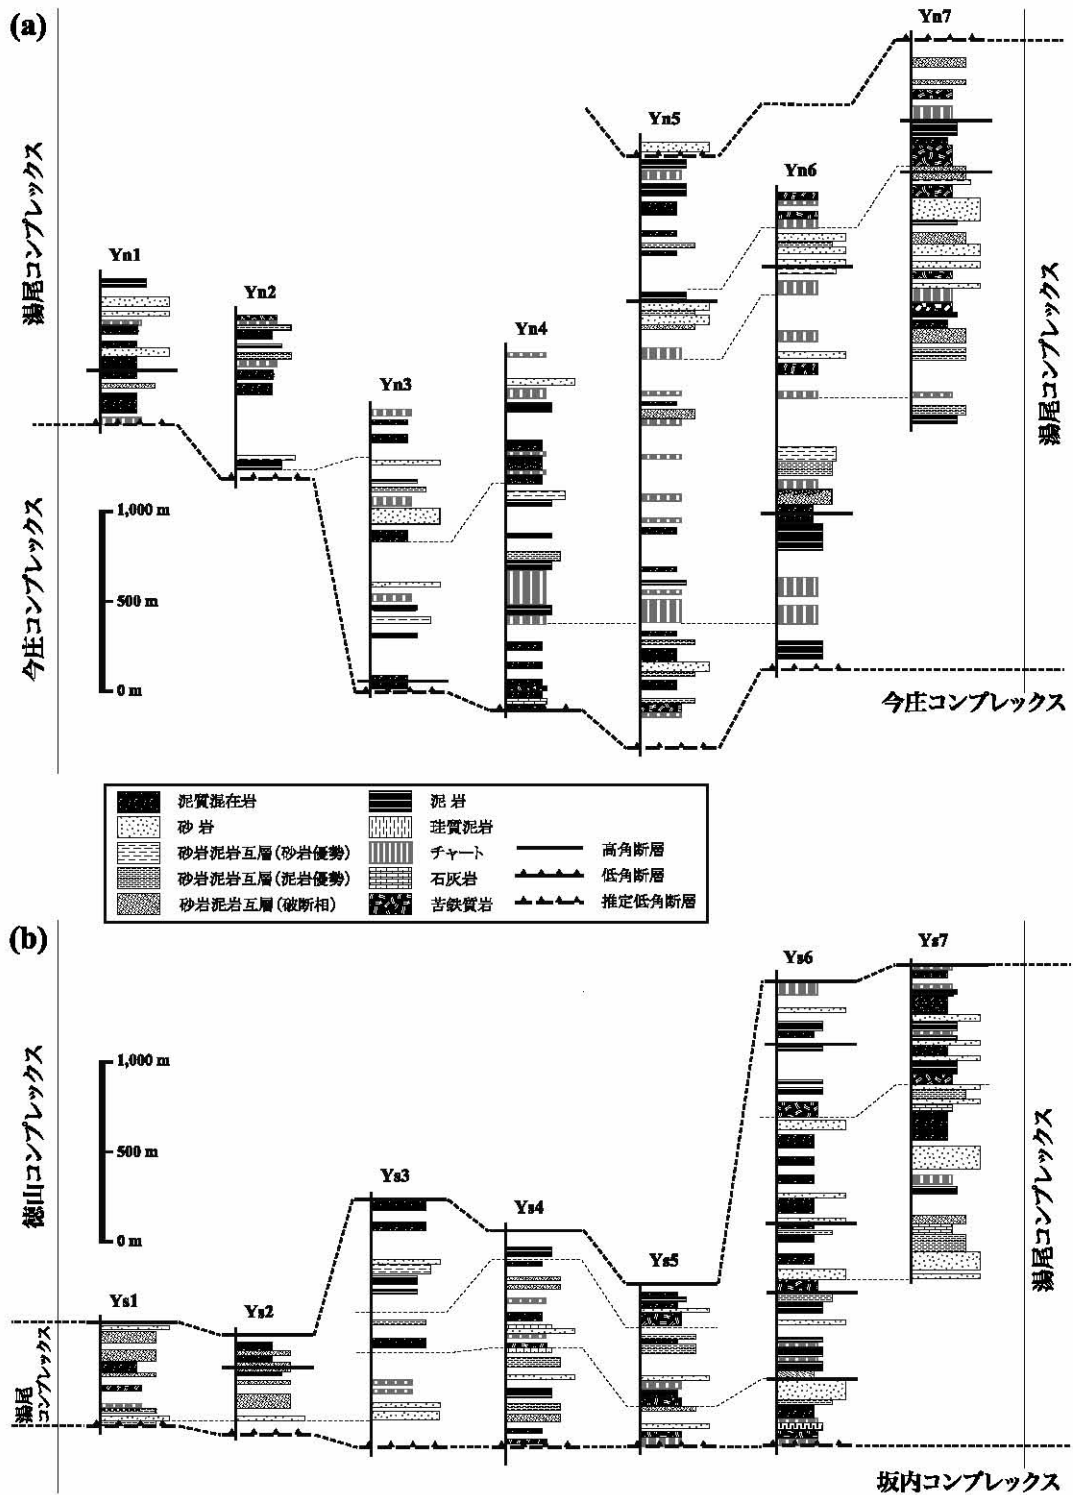 (a)
Yn7
Yn5
Yn6
Yn1
Yn2
Yn4
Yn3
湯尾コンプレックス
今庄コンプレックス
湯尾コンプレックス
今庄コンプレックス
1,000 m
500 m
0 m
泥質混在岩
砂 岩
砂岩泥岩互層(砂岩優勢)
砂岩泥岩互層(泥岩優勢)
砂岩泥岩互層(破断相)
泥 岩
珪質泥岩
チャート
石灰岩
苦鉄質岩
高角断層
低角断層
推定低角断層
(b)
Ys7
Ys6
Ys3
Ys4
Ys5
Ys1
Ys2
徳山コンプレックス
湯尾
コンプレックス
1,000 m
500 m
0 m
湯尾コンプレックス
坂内コンプレックス